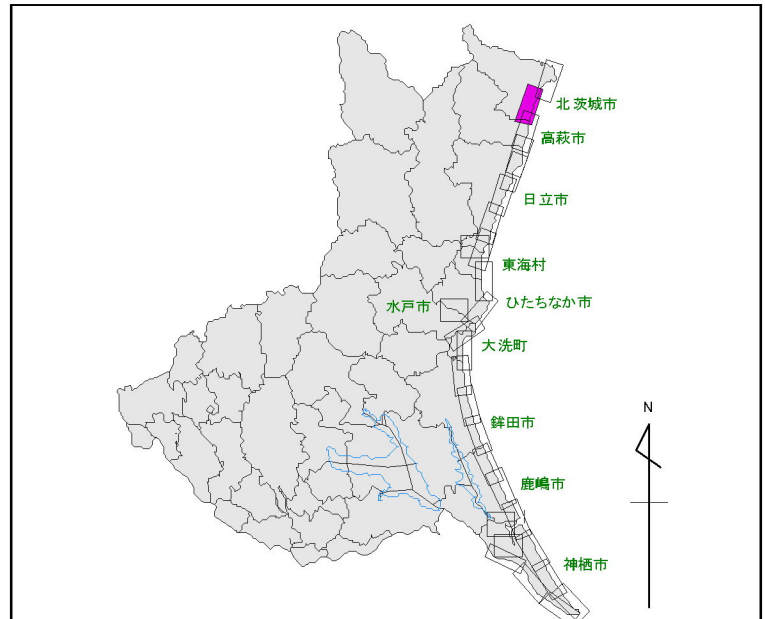 北茨城市
高萩市
日立市
東海村
水戸市
ひたちなか市
大洗町
N
鉾田市
鹿嶋市
神栖市